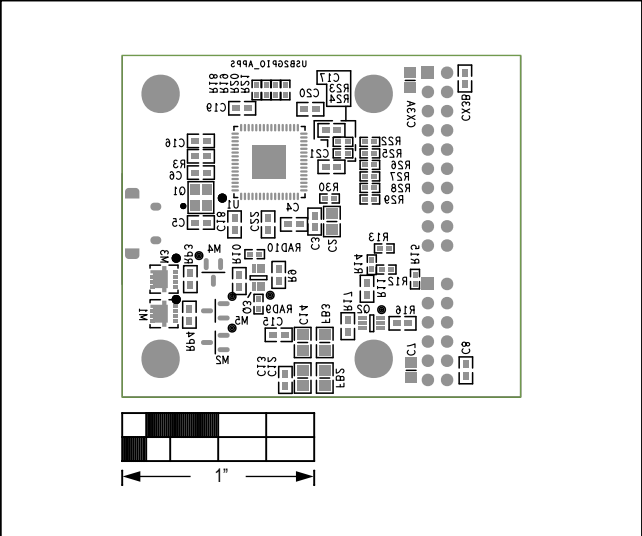 USB2GPIO_APPS
R18
R19
R20
R21
C17
R23
R24
C19
C20
CX3A
CX3B
C16
R3
C6
Q1
C5
C21
R22
R25
R26
R27
R28
R29
U1
C18
C22
C4
R30
C3
C2
M3
RP3
M4
R10
RAD10
R9
R13
R14
R12
R15
R11
M1
RP4
M5
M2
Q3
RAD9
C15
C14
FB3
R17
Q2
R16
C13
C12
FB2
C7
C8
1"